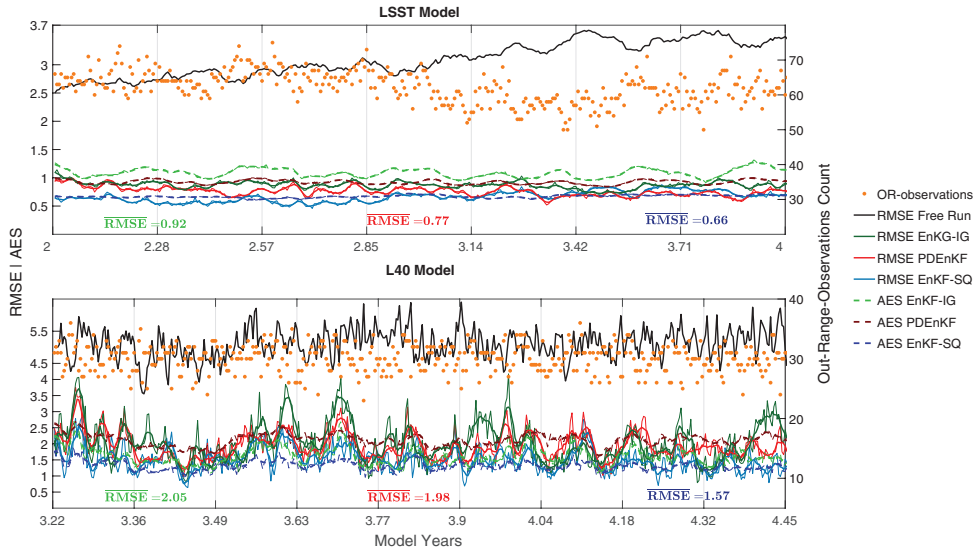 LSST Model
3.7
3
2.5
2
1.5
1
0.5
70
60
50
40
30
RMSE =0.92
RMSE =0.77
RMSE =0.66
2
2.28
2.57
2.85
3.14
3.42
3.71
4
L40 Model
5.5
5
4.5
4
3.5
3
2.5
2
1.5
1
0.5
40
30
20
10
RMSE =2.05
RMSE =1.98
RMSE =1.57
3.22
3.36
3.49
3.63
3.77
3.9
4.04
4.18
4.32
4.45
Model Years
RMSE | AES
Out-Range-Observations Count
OR-observations
RMSE Free Run
RMSE EnKG-IG
RMSE PDEnKF
RMSE EnKF-SQ
AES EnKF-IG
AES PDEnKF
AES EnKF-SQ